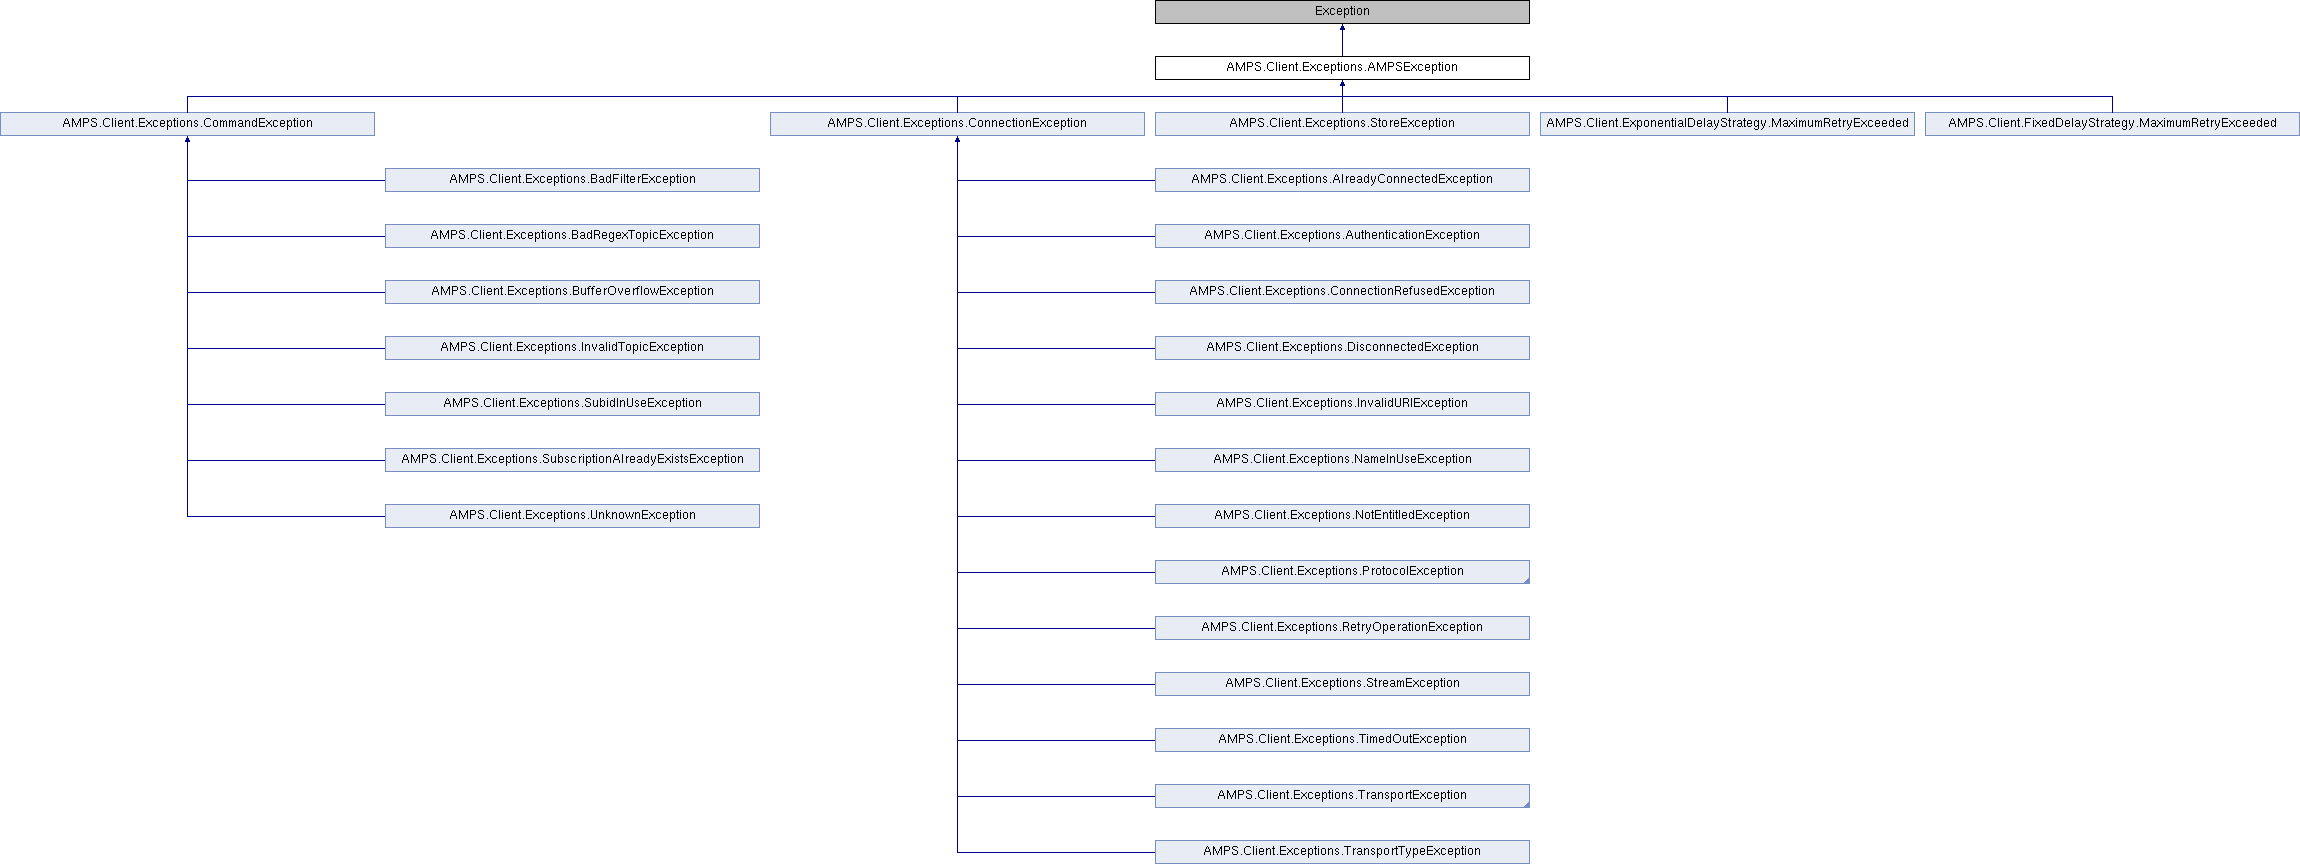 Exception
AMPS.Client.Exceptions.AMPSException
AMPS.Client.Exceptions.CommandException
AMPS.Client.Exceptions.ConnectionException
AMPS.Client.Exceptions.StoreException
AMPS.Client.ExponentialDelayStrategy.MaximumRetryExceeded
AMPS.Client.FixedDelayStrategy.MaximumRetryExceeded
AMPS.Client.Exceptions.BadFilterException
AMPS.Client.Exceptions.AlreadyConnectedException
AMPS.Client.Exceptions.BadRegexTopicException
AMPS.Client.Exceptions.AuthenticationException
AMPS.Client.Exceptions.BufferOverflowException
AMPS.Client.Exceptions.ConnectionRefusedException
AMPS.Client.Exceptions.InvalidTopicException
AMPS.Client.Exceptions.DisconnectedException
AMPS.Client.Exceptions.SubidInUseException
AMPS.Client.Exceptions.InvalidURIException
AMPS.Client.Exceptions.SubscriptionAlreadyExistsException
AMPS.Client.Exceptions.NameInUseException
AMPS.Client.Exceptions.UnknownException
AMPS.Client.Exceptions.NotEntitledException
AMPS.Client.Exceptions.ProtocolException
AMPS.Client.Exceptions.RetryOperationException
AMPS.Client.Exceptions.StreamException
AMPS.Client.Exceptions.TimedOutException
AMPS.Client.Exceptions.TransportException
AMPS.Client.Exceptions.TransportTypeException